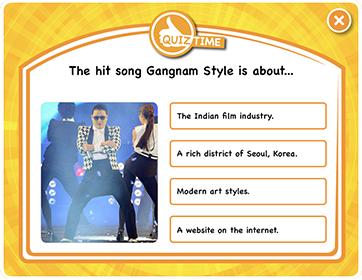 QUIZ TIME
The hit song Gangnam Style is about...
The Indian film industry.
A rich district of Seoul, Korea.
Modern art styles.
A website on the internet.